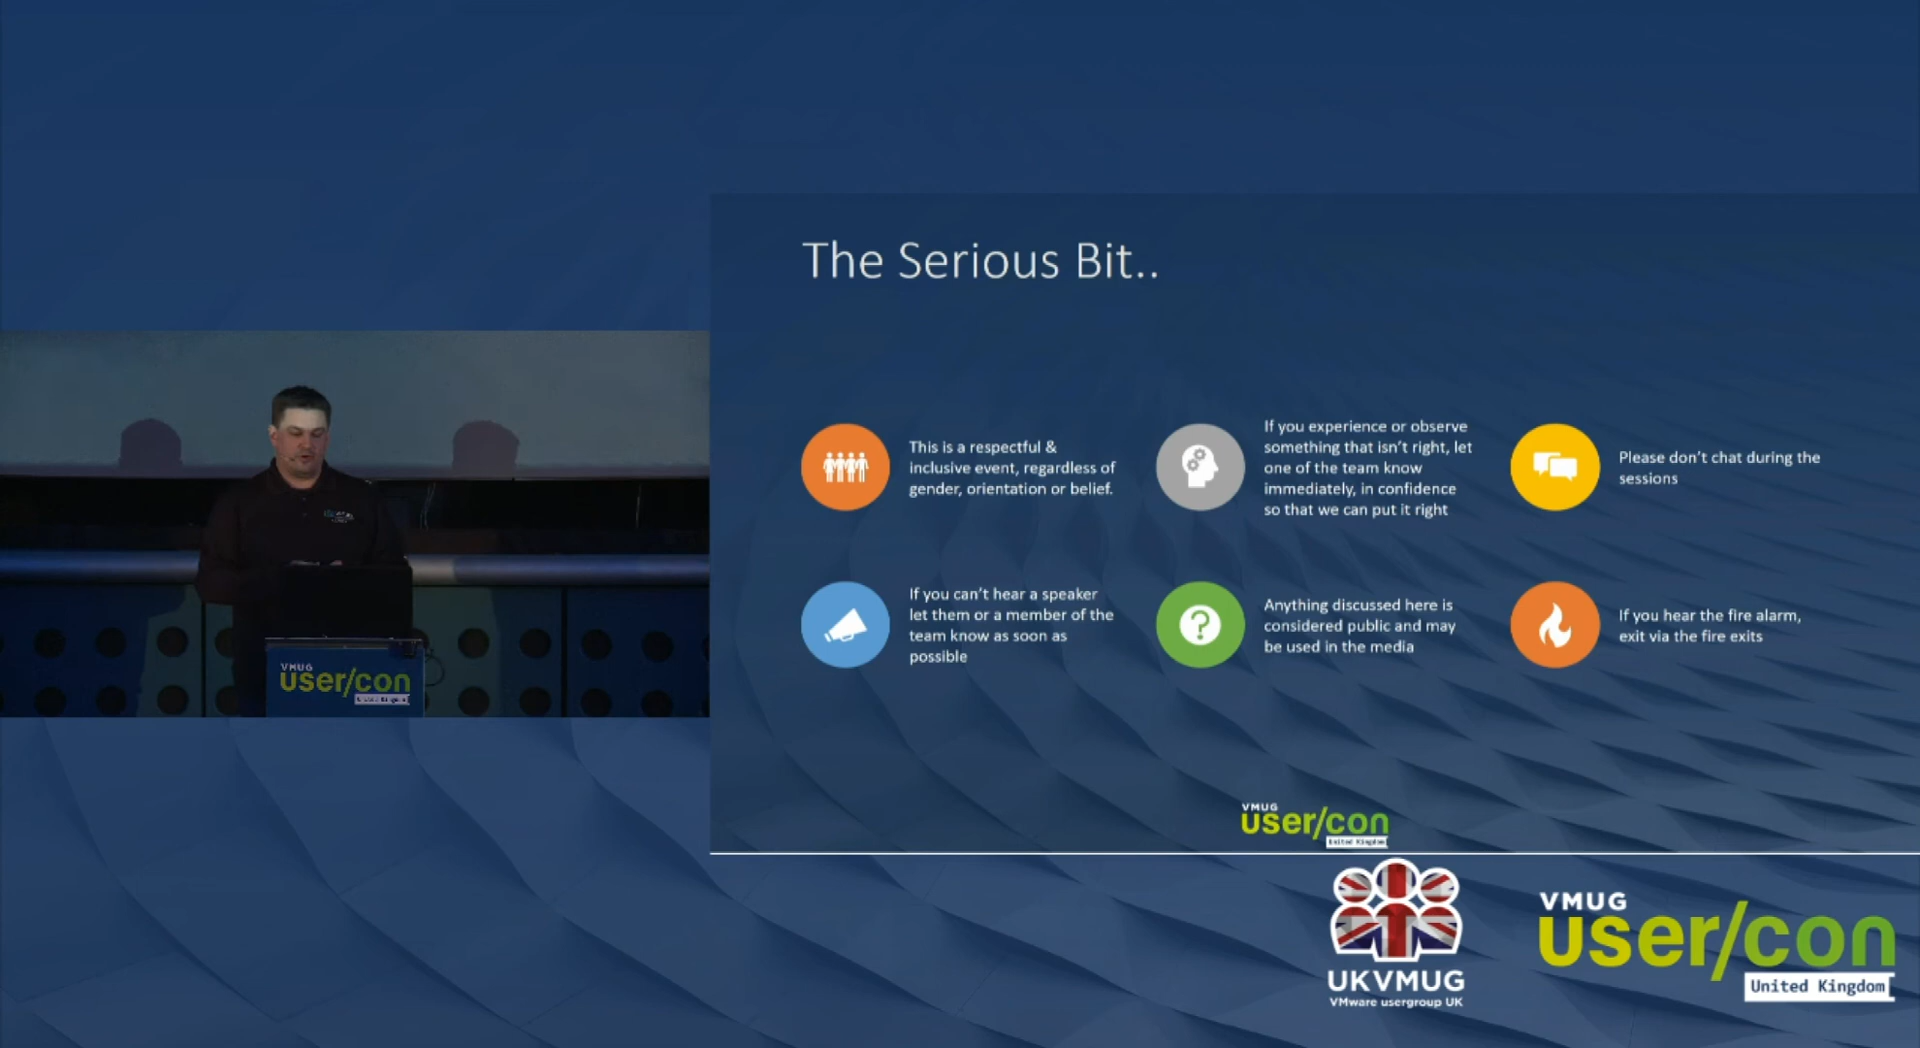 The Serious Bit..
This is a respectful &
inclusive event, regardless of
gender, orientation or belief.
If you experience or observe
something that isn't right, let
one of the team know
immediately, in confidence
so that we can put it right
Please don't chat during the
sessions
If you can't hear a speaker
let them or a member of the
team know as soon as
possible
Anything discussed here is
considered public and may
be used in the media
If you hear the fire alarm,
exit via the fire exits
VMUG
user/con
United Kingdom
VMUG
user/con
United Kingdom
UKVMUG
VMware usergroup UK
VMUG
user/con
United Kingdom